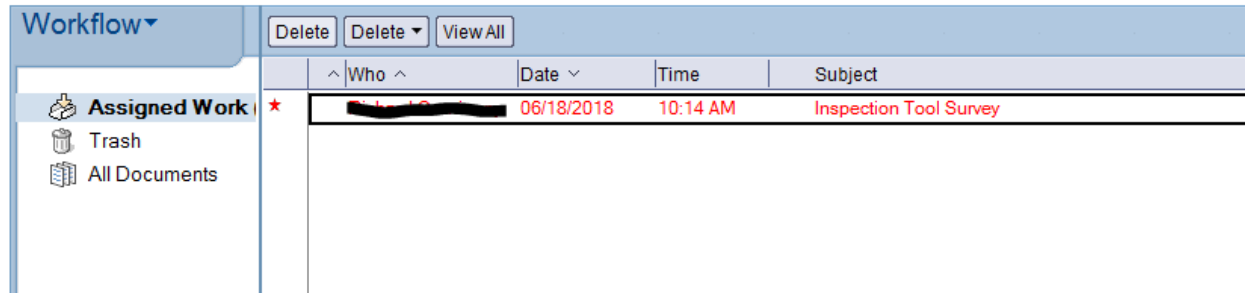 Workflow
Delete Delete View All
Who Date Time Subject
Assigned Work (
06/18/2018 10:14 AM Inspection Tool Survey
Trash
All Documents